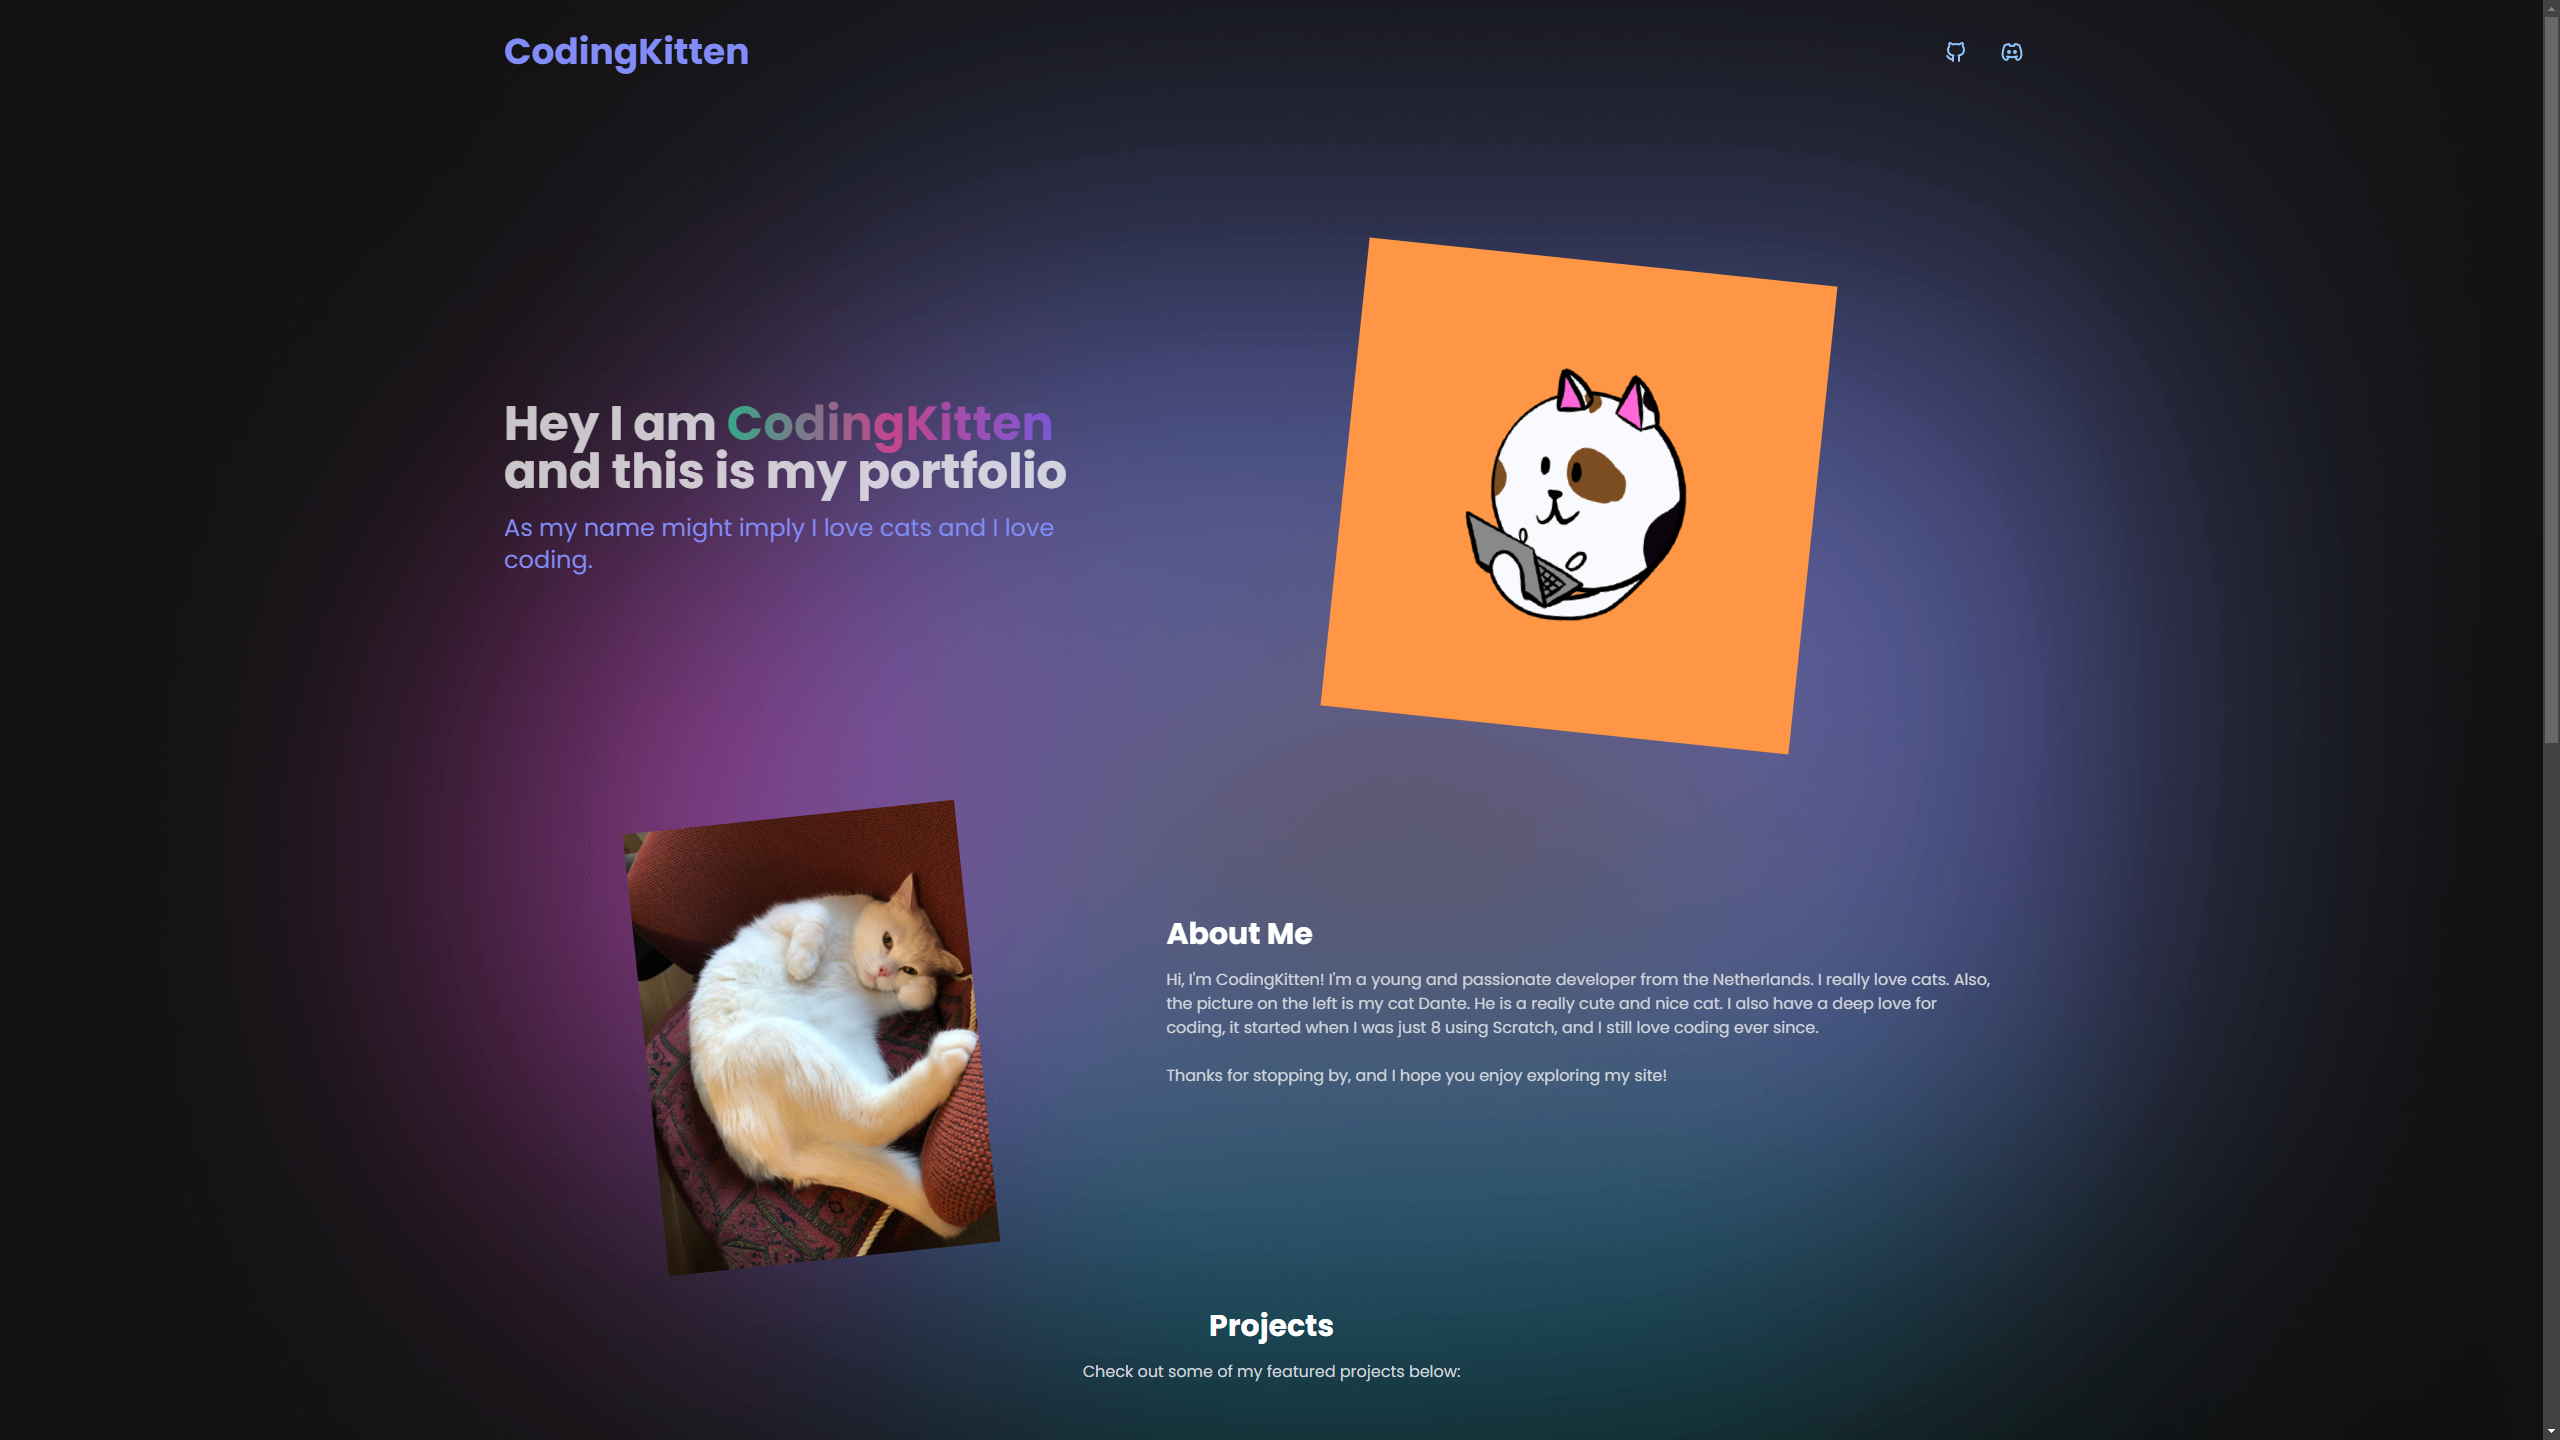 CodingKitten
Hey I am CodingKitten
and this is my portfolio
As my name might imply I love cats and I love
coding.
About Me
Hi, I'm CodingKitten! I'm a young and passionate developer from the Netherlands. I really love cats. Also,
the picture on the left is my cat Dante. He is a really cute and nice cat. I also have a deep love for
coding, it started when I was just 8 using Scratch, and I still love coding ever since.
Thanks for stopping by, and I hope you enjoy exploring my site!
Projects
Check out some of my featured projects below: